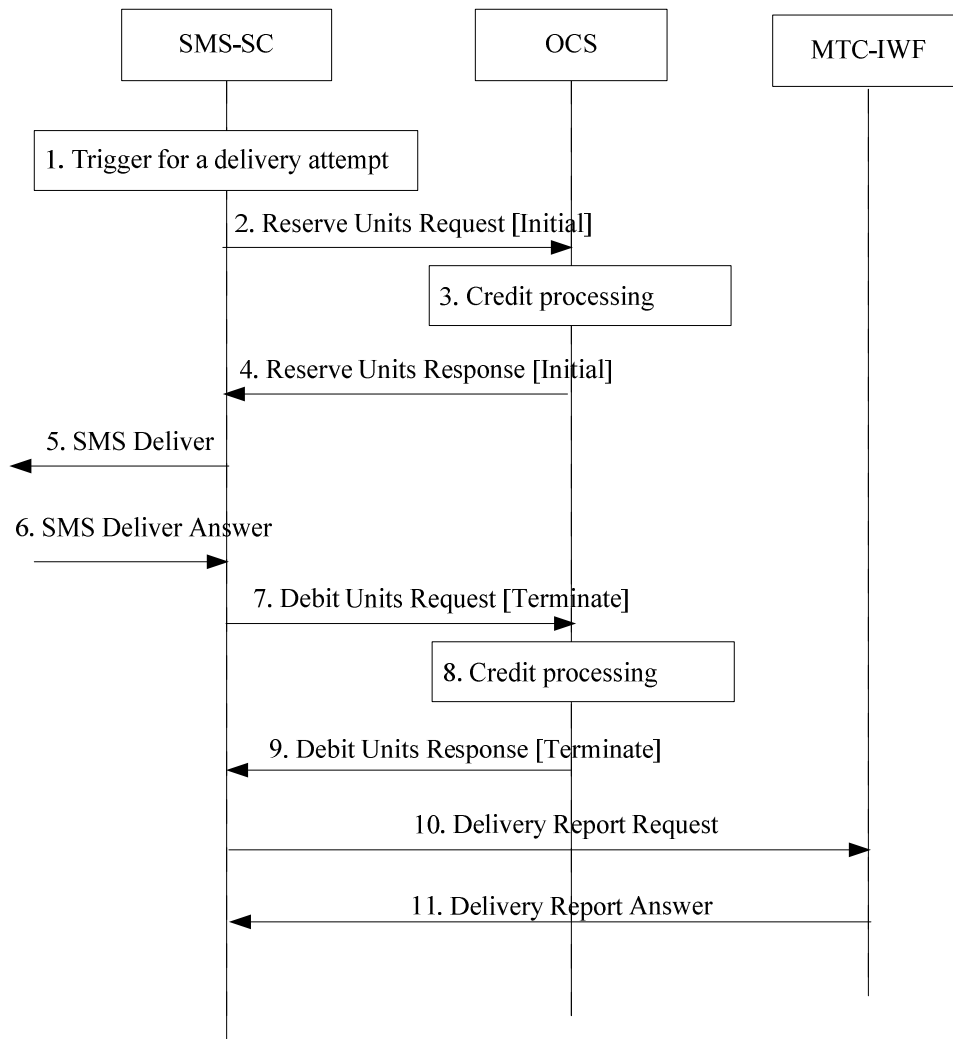 SMS-SC
OCS
MTC-IWF
1. Trigger for a delivery attempt
2. Reserve Units Request [Initial]
3. Credit processing
4. Reserve Units Response [Initial]
5. SMS Deliver
6. SMS Deliver Answer
7. Debit Units Request [Terminate]
8. Credit processing
9. Debit Units Response [Terminate]
10. Delivery Report Request
11. Delivery Report Answer